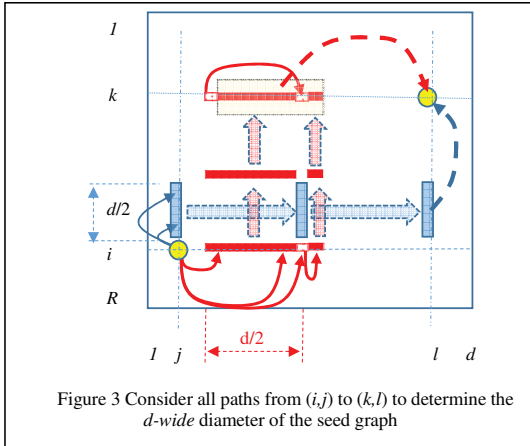 1
k
d/2
i
R
d/2
1 j l d
Figure 3 Consider all paths from (i,j) to (k,l) to determine the
d-wide diameter of the seed graph